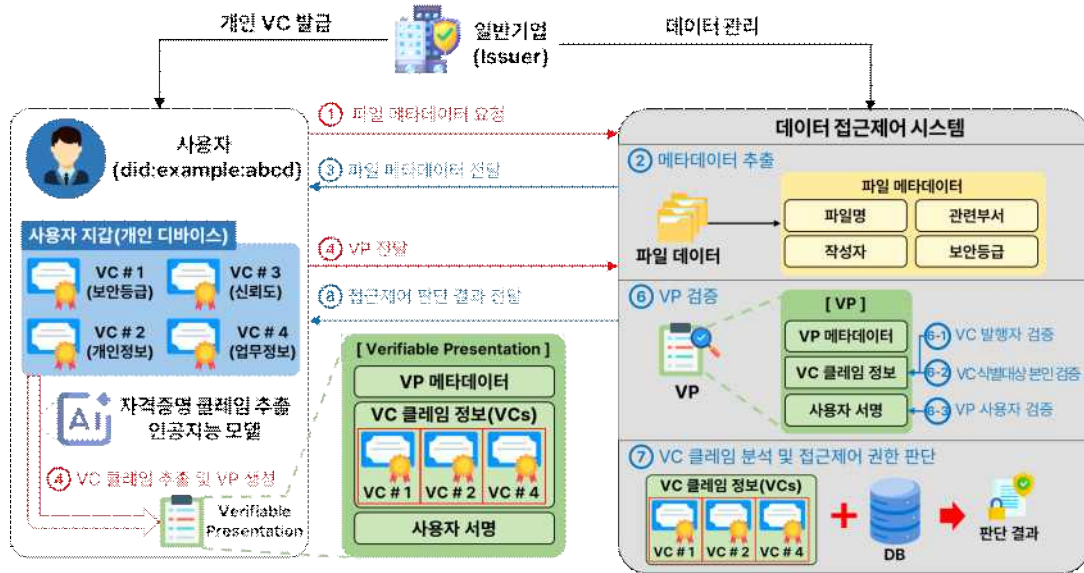 개인 VC 발급
일반기업
(Issuer)
데이터 관리
사용자
(did:example:abcd)
사용자 지갑(개인 디바이스)
VC # 1
(보안등급)
VC # 3
(신뢰도)
VC # 2
(개인정보)
VC # 4
(업무정보)
AI
자격증명 클레임 추출
인공지능 모델
④ VC 클레임 추출 및 VP 생성
Verifiable
Presentation
① 파일 메타데이터 요청
③ 파일 메타데이터 전달
④ VP 전달
⑧ 접근제어 판단 결과 전달
[ Verifiable Presentation ]
VP 메타데이터
VC 클레임 정보(VCs)
VC # 1
VC # 2
VC # 4
사용자 서명
데이터 접근제어 시스템
② 메타데이터 추출
파일 데이터
파일 메타데이터
파일명
관련부서
작성자
보안등급
⑥ VP 검증
VP
[ VP ]
VP 메타데이터
VC 클레임 정보
사용자 서명
6-1 VC 발행자 검증
6-2 VC식별대상 본인 검증
6-3 VP 사용자 검증
⑦ VC 클레임 분석 및 접근제어 권한 판단
VC 클레임 정보(VCs)
VC # 1
VC # 2
VC # 4
DB
판단 결과